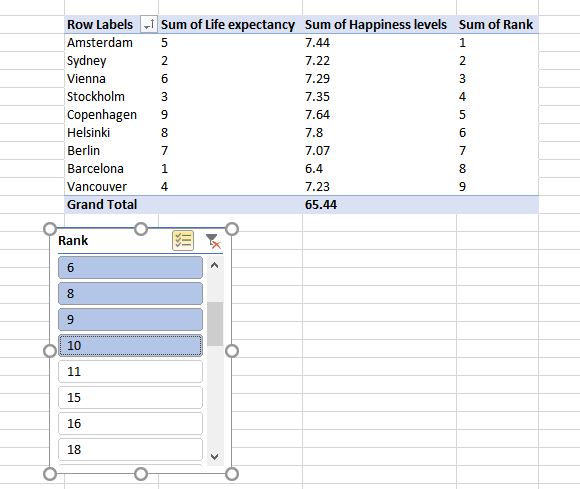 Row Labels Sum of Life expectancy Sum of Happiness levels Sum of Rank
Amsterdam 5 7.44 1
Sydney 2 7.22 2
Vienna 6 7.29 3
Stockholm 3 7.35 4
Copenhagen 9 7.64 5
Helsinki 8 7.8 6
Berlin 7 7.07 7
Barcelona 1 6.4 8
Vancouver 4 7.23 9
Grand Total 65.44
Rank
6
8
9
10
11
15
16
18